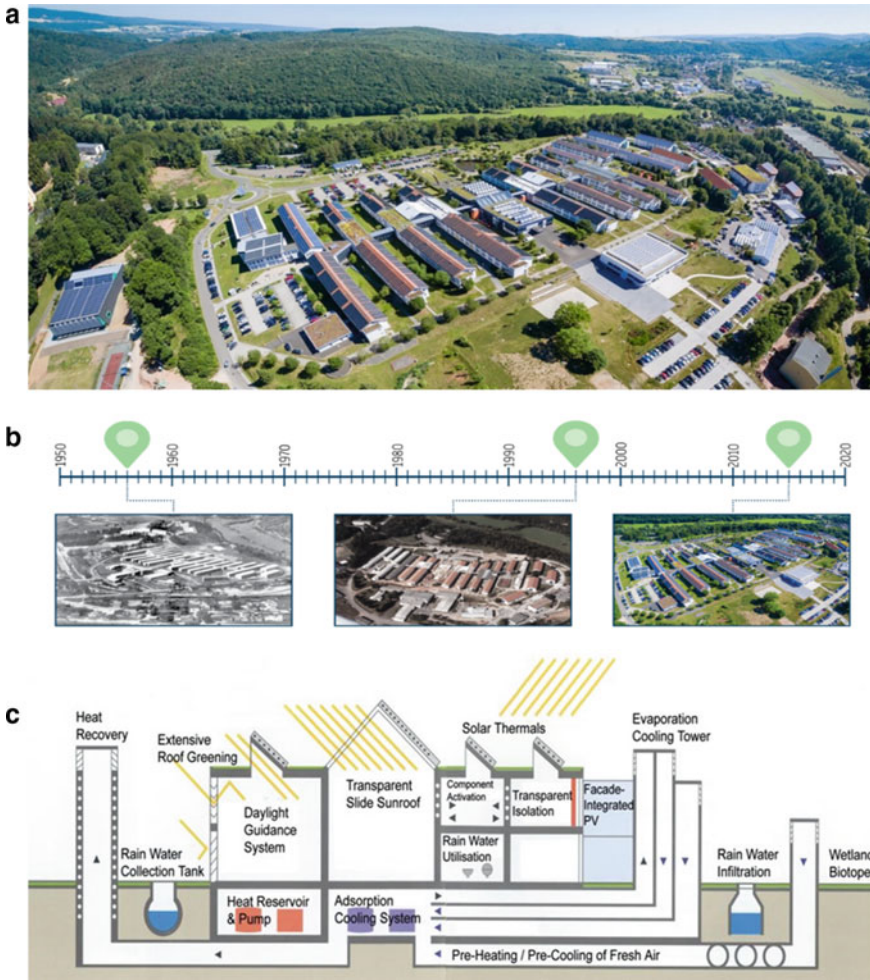 a
b
1950
1960
1970
1980
1990
2000
2010
2020
c
Heat
Recovery
Extensive
Roof Greening
Solar Thermals
Evaporation
Cooling Tower
Daylight
Guidance
System
Transparent
Slide Sunroof
Component
Activation
Transparent
Isolation
Facade-
Integrated
PV
Rain Water
Collection Tank
Rain Water
Utilisation
Rain Water
Infiltration
Wetland
Biotope
Heat Reservoir
& Pump
Adsorption
Cooling System
Pre-Heating / Pre-Cooling of Fresh Air